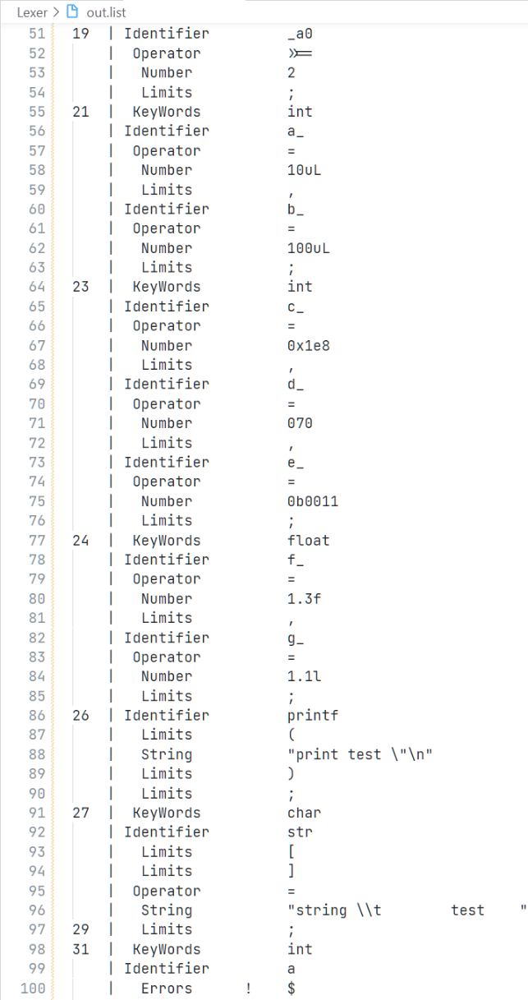 Lexer > out.list
51 19 | Identifier _a0
52 | Operator >>=
53 | Number 2
54 | Limits ;
55 21 | KeyWords int
56 | Identifier a_
57 | Operator =
58 | Number 10uL
59 | Limits ,
60 | Identifier b_
61 | Operator =
62 | Number 100uL
63 | Limits ;
64 23 | KeyWords int
65 | Identifier c_
66 | Operator =
67 | Number 0x1e8
68 | Limits ,
69 | Identifier d_
70 | Operator =
71 | Number 070
72 | Limits ,
73 | Identifier e_
74 | Operator =
75 | Number 0b0011
76 | Limits ;
77 24 | KeyWords float
78 | Identifier f_
79 | Operator =
80 | Number 1.3f
81 | Limits ,
82 | Identifier g_
83 | Operator =
84 | Number 1.1l
85 | Limits ;
86 26 | Identifier printf
87 | Limits (
88 | String "print test \"\n"
89 | Limits )
90 | Limits ;
91 27 | KeyWords char
92 | Identifier str
93 | Limits [
94 | Limits ]
95 | Operator =
96 | String "string \\t test "
97 29 | Limits ;
98 31 | KeyWords int
99 | Identifier a
100 | Errors ! $